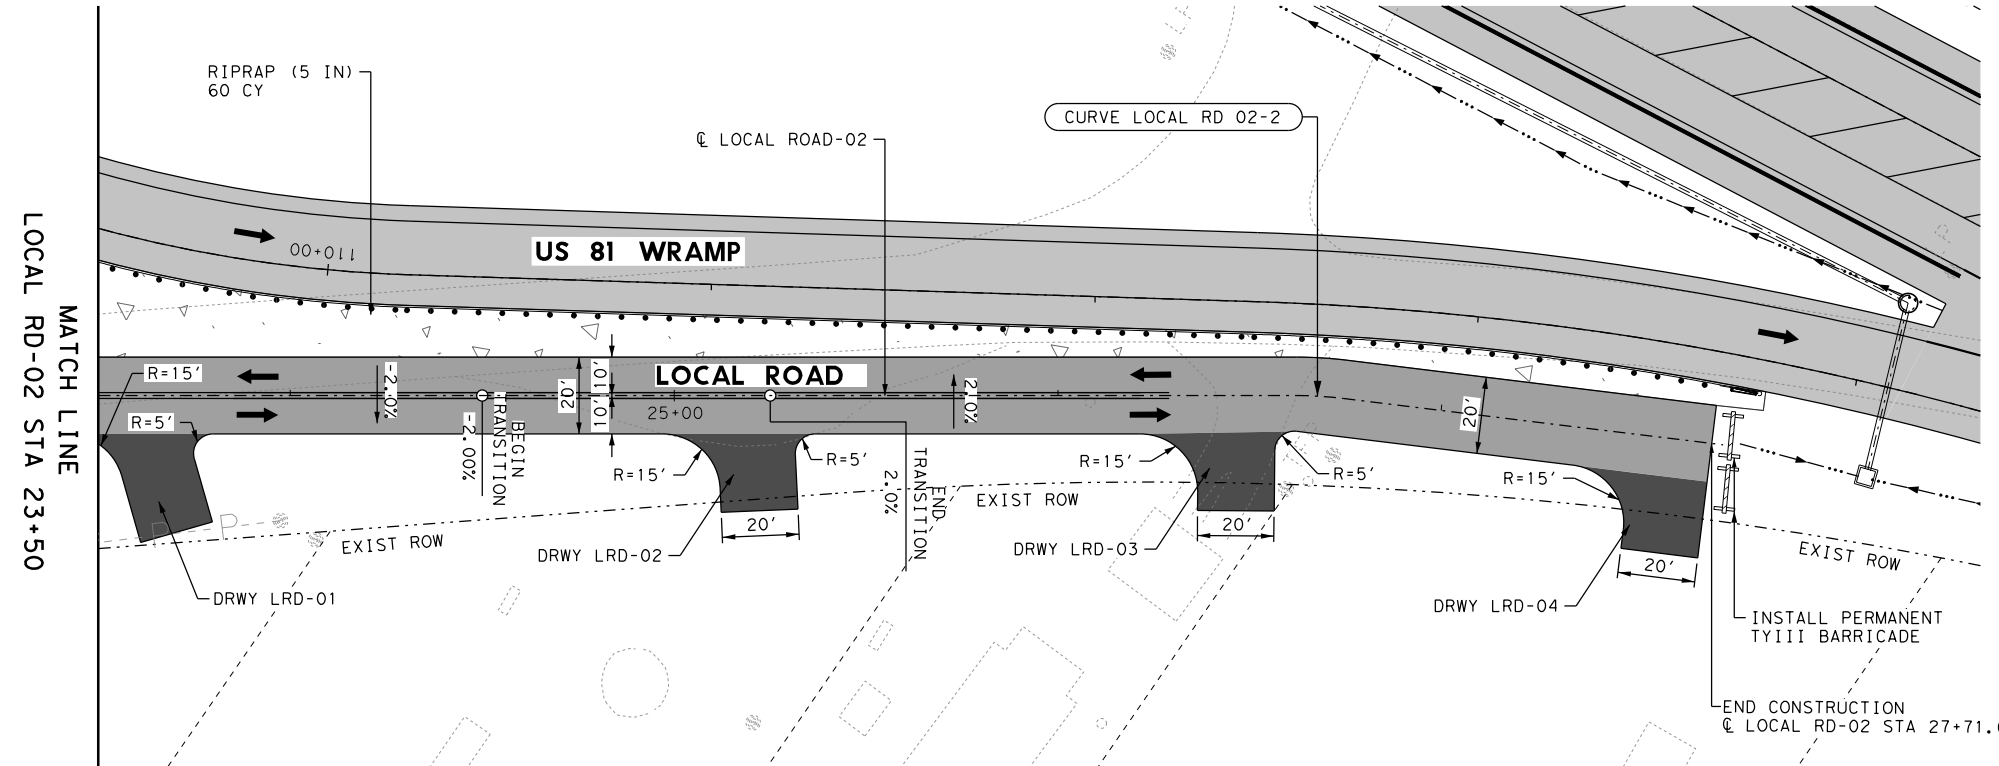 RIPRAP (5 IN)
60 CY
℄ LOCAL ROAD-02
CURVE LOCAL RD 02-2
US 81 WRAMP
110+00
MATCH LINE
LOCAL RD-02 STA 23+50
R=15'
R=5'
-2.0%
20'
10'
10'
LOCAL ROAD
25+00
2.0%
20'
BEGIN
TRANSITION
-2.00%
END
TRANSITION
2.0%
R=15'
R=5'
R=15'
R=5'
R=15'
EXIST ROW
EXIST ROW
EXIST ROW
P
P
20'
20'
20'
DRWY LRD-01
DRWY LRD-02
DRWY LRD-03
DRWY LRD-04
INSTALL PERMANENT
TYIII BARRICADE
END CONSTRUCTION
℄ LOCAL RD-02 STA 27+71.